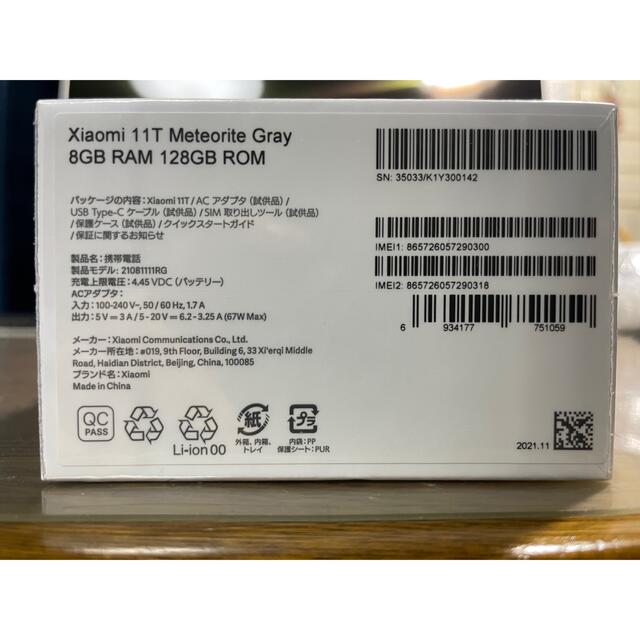 Xiaomi 11T Meteorite Gray
8GB RAM 128GB ROM
SN: 35033/K1Y300142
パッケージの内容：Xiaomi 11T / AC アダプタ (試供品) /
USB Type-C ケーブル (試供品) / SIM 取り出しツール (試供品)
/ 保護ケース (試供品) / クイックスタートガイド
/ 保証に関するお知らせ
IMEI1: 865726057290300
IMEI2: 865726057290318
製品名：携帯電話
製品モデル：21081111RG
充電上限電圧：4.45 VDC (バッテリー)
ACアダプタ：
入力：100-240 V~, 50 / 60 Hz, 1.7 A
出力：5 V = 3 A / 5 - 20 V = 6.2 - 3.25 A (67W Max)
6 934177 751059
メーカー：Xiaomi Communications Co., Ltd.
メーカー所在地：#019, 9th Floor, Building 6, 33 Xi'erqi Middle
Road, Haidian District, Beijing, China, 100085
ブランド名：Xiaomi
Made in China
QC
PASS
Li-ion 00
紙
外箱、内箱、
トレイ
プラ
内袋：PP
保護シート：PUR
2021.11